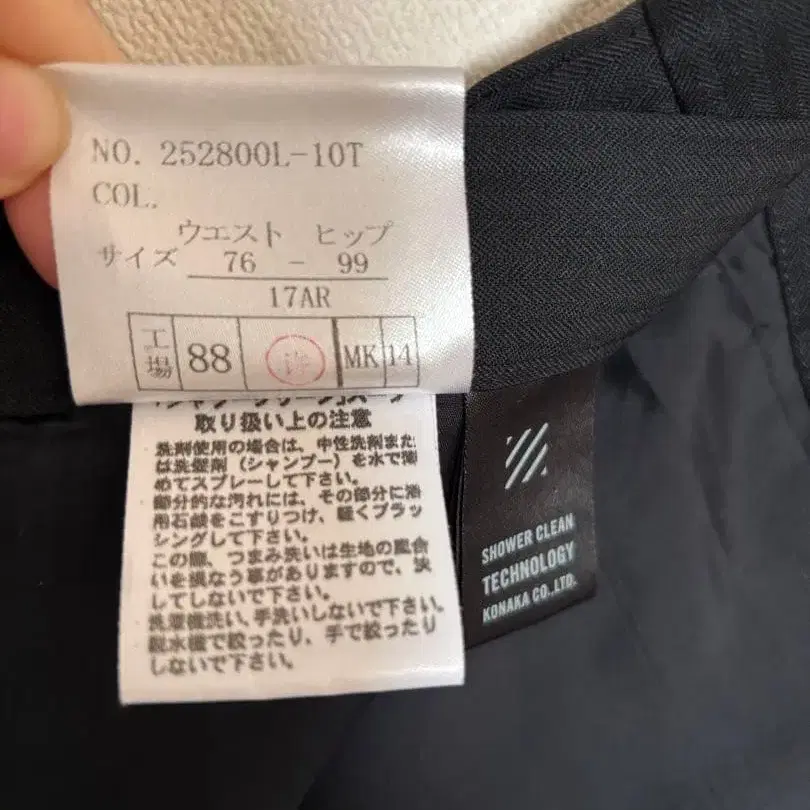 NO. 252800L-10T
COL.
ウエスト ヒップ
サイズ 76 - 99
17AR
工場 88 許 MK 14
取り扱い上の注意
洗剤使用の場合は、中性洗剤また
は洗髪剤（シャンプー）を水で薄
めてスプレーして下さい。
部分的な汚れには、その部分に浴
用石鹸をこすりつけ、軽くブラッ
シングして下さい。
この際、つまみ洗いは生地の風合
いを損なう事がありますので、決
してしないで下さい。
洗濯機洗い、手洗いしないで下さい。
脱水機で絞ったり、手で絞ったり
しないで下さい。
SHOWER CLEAN
TECHNOLOGY
KONAKA CO.,LTD.